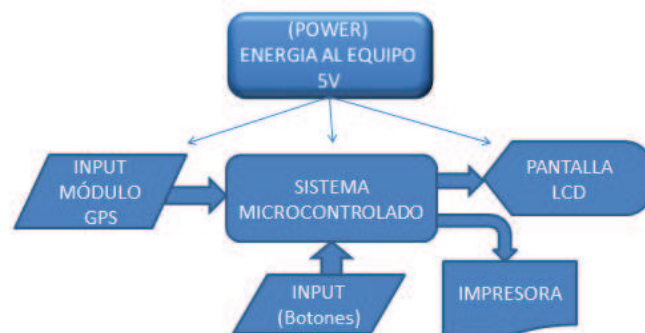 (POWER)
ENERGIA AL EQUIPO
5V
INPUT
MÓDULO
GPS
SISTEMA
MICROCONTROLADO
PANTALLA
LCD
INPUT
(Botones)
IMPRESORA